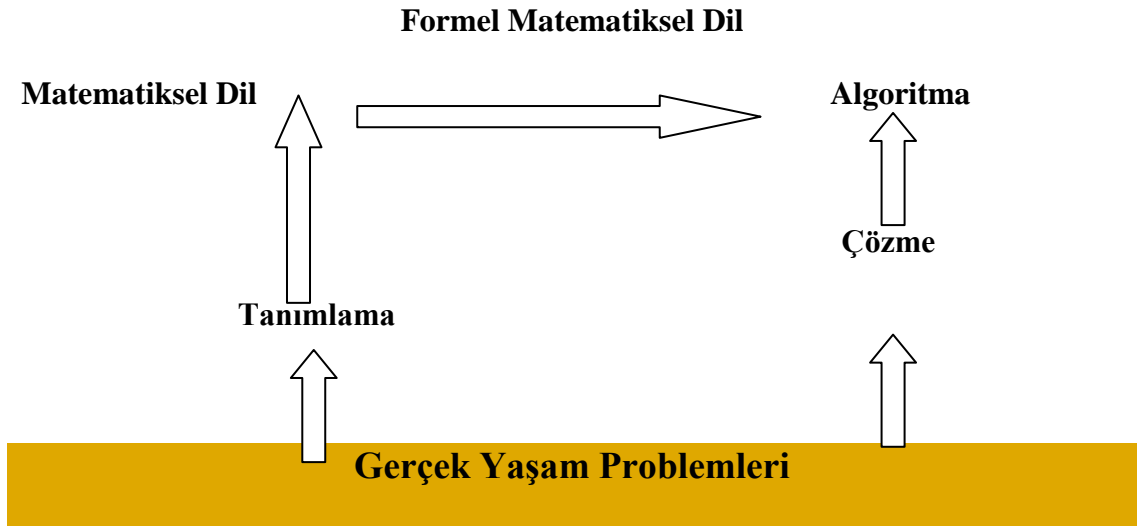 Formel Matematiksel Dil
Matematiksel Dil
Algoritma
Çözme
Tanımlama
Gerçek Yaşam Problemleri